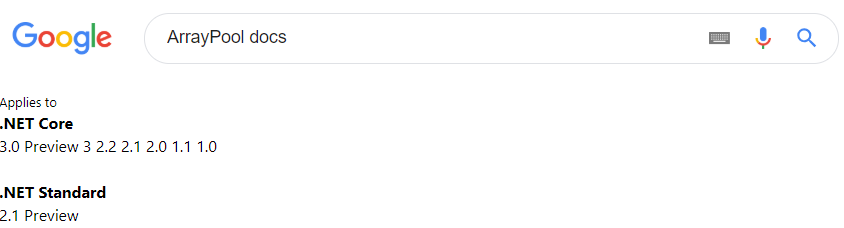 Google
ArrayPool docs
Applies to
.NET Core
3.0 Preview 3 2.2 2.1 2.0 1.1 1.0
.NET Standard
2.1 Preview